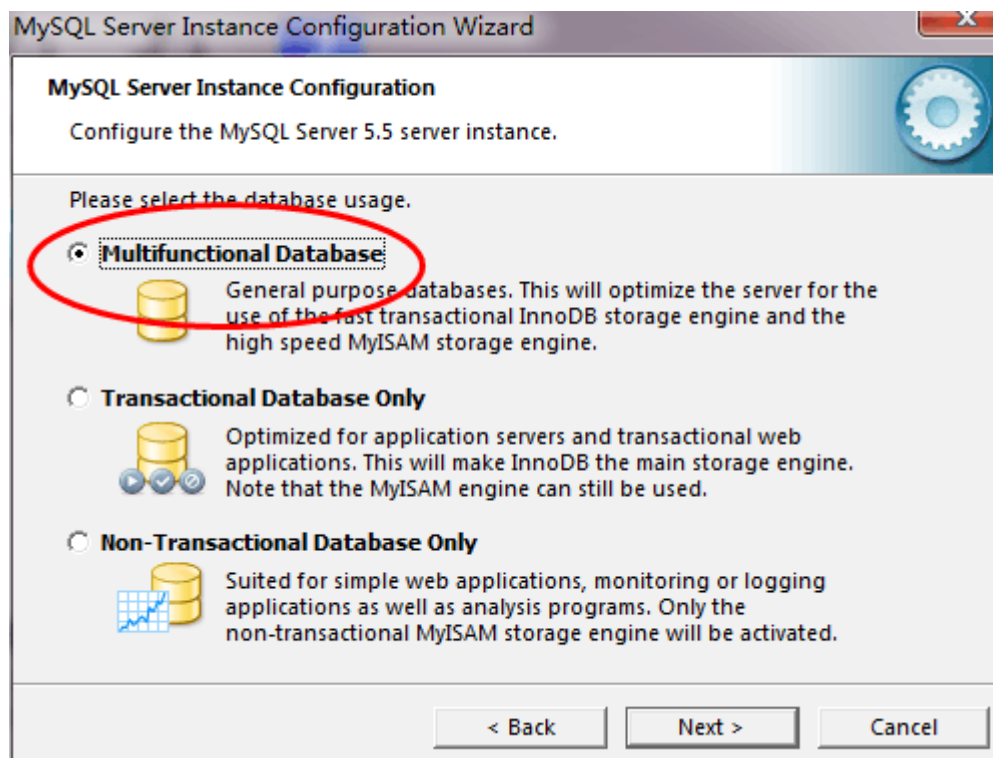 MySQL Server Instance Configuration Wizard
MySQL Server Instance Configuration
Configure the MySQL Server 5.5 server instance.
Please select the database usage.
Multifunctional Database
General purpose databases. This will optimize the server for the
use of the fast transactional InnoDB storage engine and the
high speed MyISAM storage engine.
Transactional Database Only
Optimized for application servers and transactional web
applications. This will make InnoDB the main storage engine.
Note that the MyISAM engine can still be used.
Non-Transactional Database Only
Suited for simple web applications, monitoring or logging
applications as well as analysis programs. Only the
non-transactional MyISAM storage engine will be activated.
< Back Next > Cancel